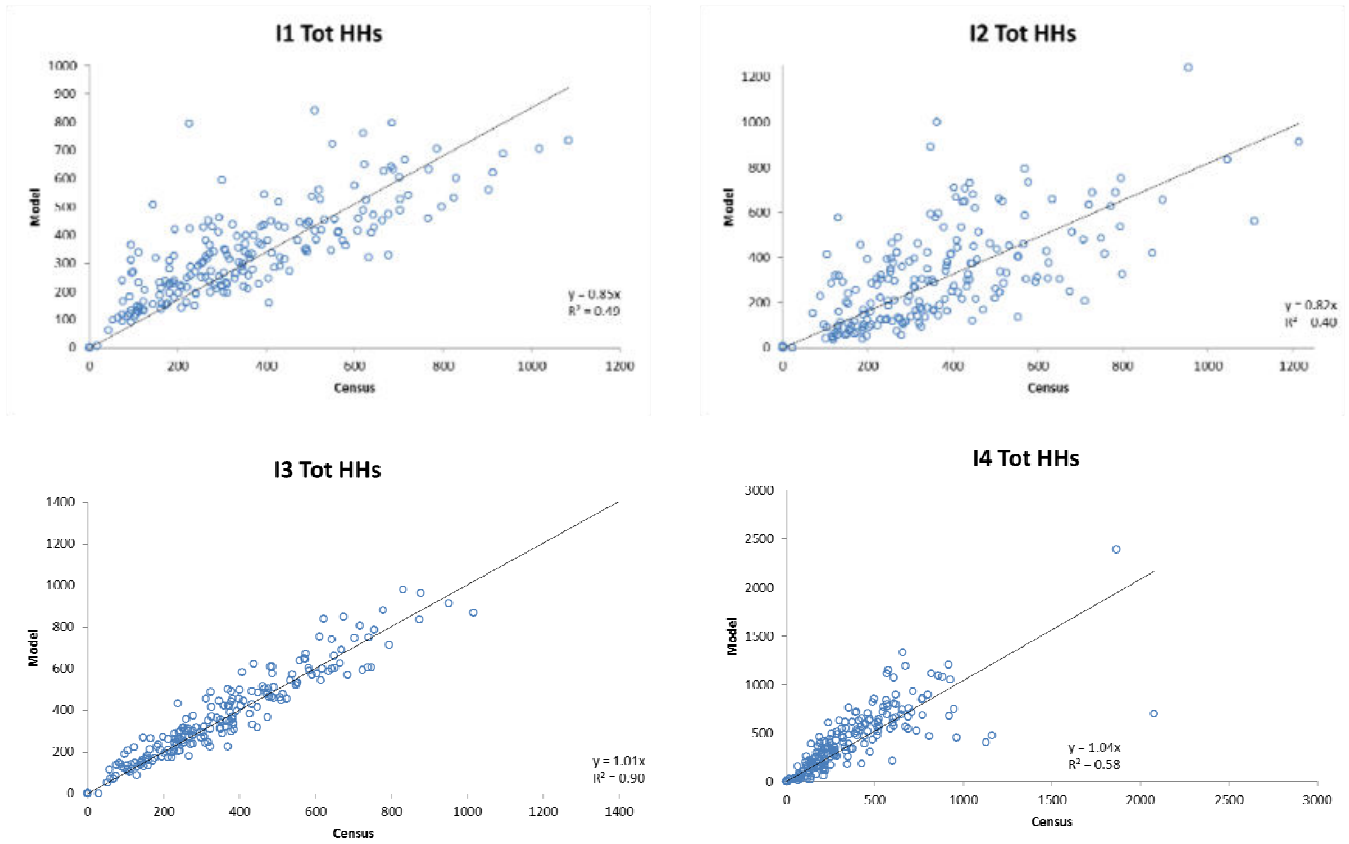 I1 Tot HHs
1000
900
800
700
600
500
400
300
200
100
0
Model
0 200 400 600 800 1000 1200
Census
y = 0.85x
R² = 0.49
I2 Tot HHs
1200
1000
800
600
400
200
0
Model
0 200 400 600 800 1000 1200
Census
y = 0.82x
R² = 0.40
I3 Tot HHs
1400
1200
1000
800
600
400
200
0
Model
0 200 400 600 800 1000 1200 1400
Census
y = 1.01x
R² = 0.90
I4 Tot HHs
3000
2500
2000
1500
1000
500
0
Model
0 500 1000 1500 2000 2500 3000
Census
y = 1.04x
R² = 0.58